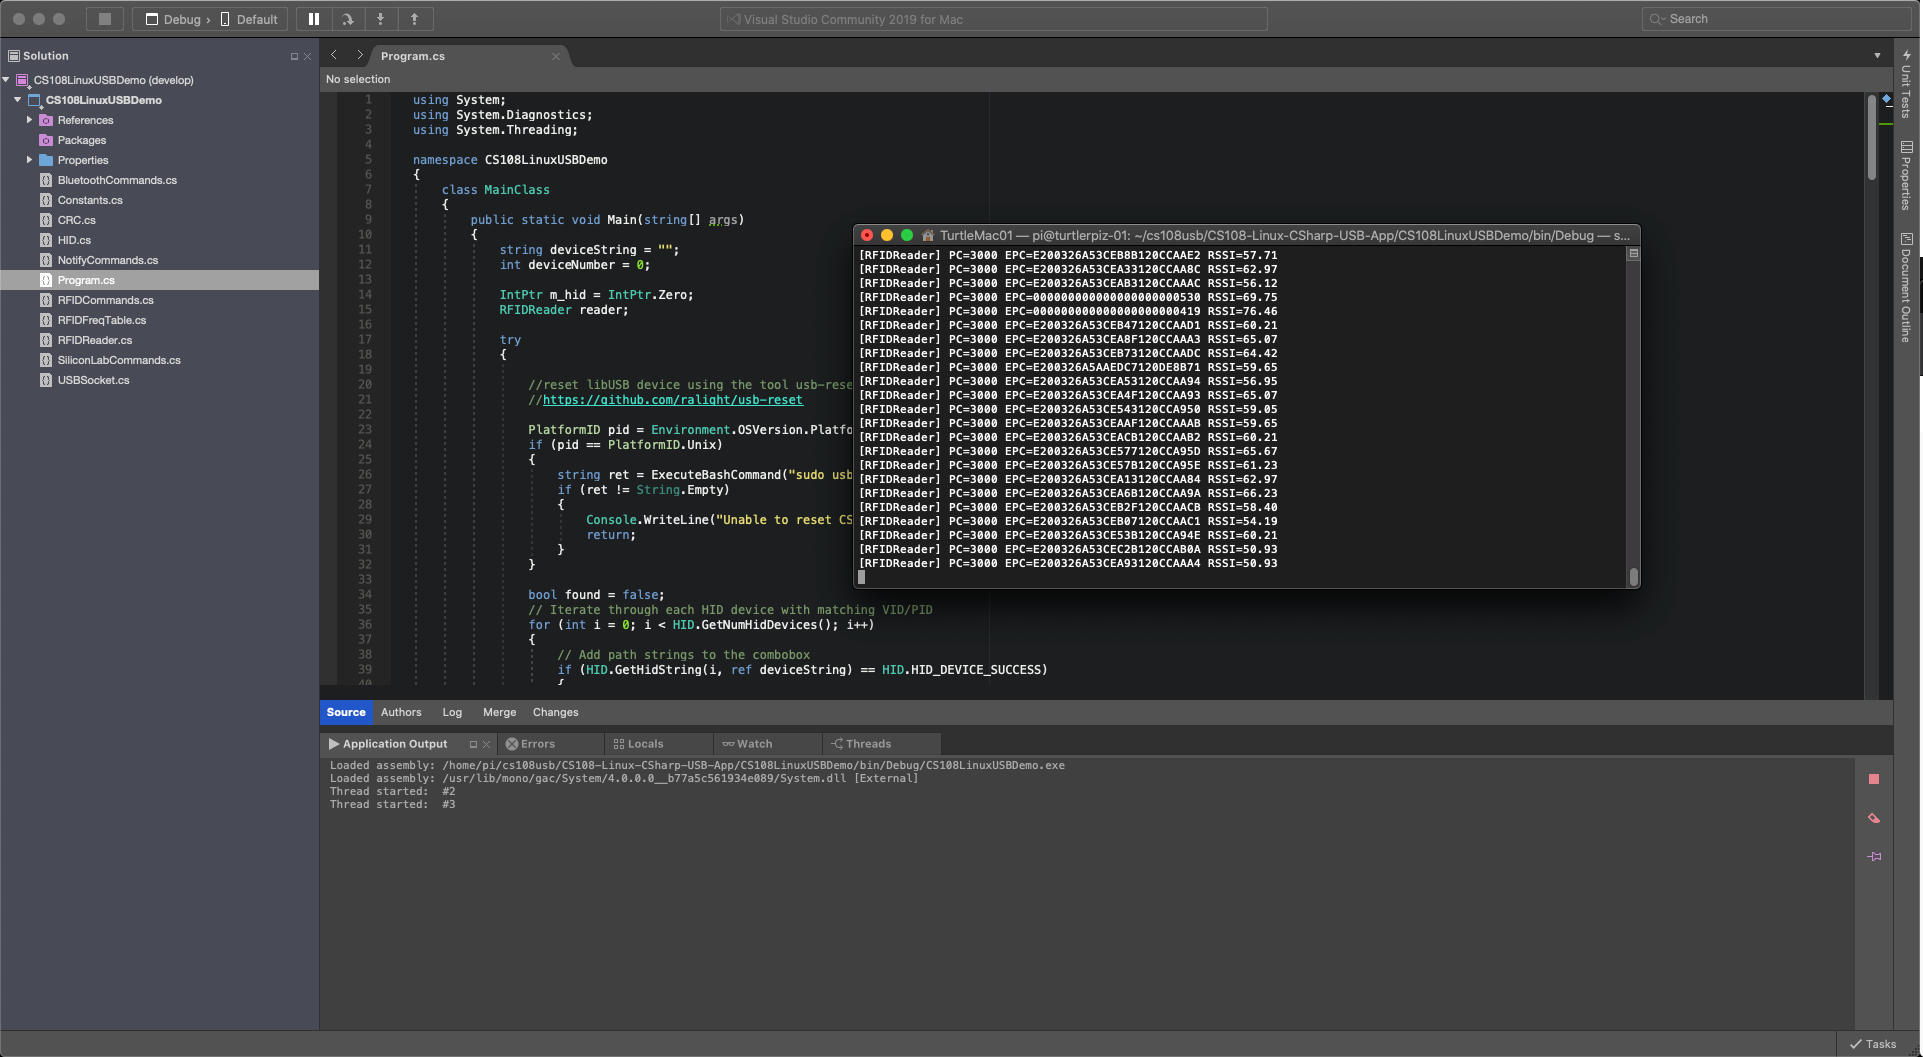 Debug › Default
Visual Studio Community 2019 for Mac
Search
Solution
CS108LinuxUSBDemo (develop)
CS108LinuxUSBDemo
References
Packages
Properties
BluetoothCommands.cs
Constants.cs
CRC.cs
HID.cs
NotifyCommands.cs
Program.cs
RFIDCommands.cs
RFIDFreqTable.cs
RFIDReader.cs
SiliconLabCommands.cs
USBSocket.cs
Program.cs
No selection
1 using System;
2 using System.Diagnostics;
3 using System.Threading;
4
5 namespace CS108LinuxUSBDemo
6 {
7 class MainClass
8 {
9 public static void Main(string[] args)
10 {
11 string deviceString = "";
12 int deviceNumber = 0;
13
14 IntPtr m_hid = IntPtr.Zero;
15 RFIDReader reader;
16
17 try
18 {
19
20 //reset libUSB device using the tool usb-rese
21 //https://github.com/ralight/usb-reset
22
23 PlatformID pid = Environment.OSVersion.Platfo
24 if (pid == PlatformID.Unix)
25 {
26 string ret = ExecuteBashCommand("sudo usb
27 if (ret != String.Empty)
28 {
29 Console.WriteLine("Unable to reset CS
30 return;
31 }
32 }
33
34 bool found = false;
35 // Iterate through each HID device with matching VID/PID
36 for (int i = 0; i < HID.GetNumHidDevices(); i++)
37 {
38 // Add path strings to the combobox
39 if (HID.GetHidString(i, ref deviceString) == HID.HID_DEVICE_SUCCESS)
40 {
TurtleMac01 — pi@turtlerpiz-01: ~/cs108usb/CS108-Linux-CSharp-USB-App/CS108LinuxUSBDemo/bin/Debug — s...
[RFIDReader] PC=3000 EPC=E200326A53CEB8B120CCAAE2 RSSI=57.71
[RFIDReader] PC=3000 EPC=E200326A53CEA33120CCAA8C RSSI=62.97
[RFIDReader] PC=3000 EPC=E200326A53CEAB3120CCAAAC RSSI=56.12
[RFIDReader] PC=3000 EPC=000000000000000000000530 RSSI=69.75
[RFIDReader] PC=3000 EPC=000000000000000000000419 RSSI=76.46
[RFIDReader] PC=3000 EPC=E200326A53CEB47120CCAAD1 RSSI=60.21
[RFIDReader] PC=3000 EPC=E200326A53CEA8F120CCAAA3 RSSI=65.07
[RFIDReader] PC=3000 EPC=E200326A53CEB73120CCAADC RSSI=64.42
[RFIDReader] PC=3000 EPC=E200326A5AAEDC7120DE8B71 RSSI=59.65
[RFIDReader] PC=3000 EPC=E200326A53CEA53120CCAA94 RSSI=56.95
[RFIDReader] PC=3000 EPC=E200326A53CEA4F120CCAA93 RSSI=65.07
[RFIDReader] PC=3000 EPC=E200326A53CE543120CCA950 RSSI=59.05
[RFIDReader] PC=3000 EPC=E200326A53CEAAF120CCAAAB RSSI=59.65
[RFIDReader] PC=3000 EPC=E200326A53CEACB120CCAAB2 RSSI=60.21
[RFIDReader] PC=3000 EPC=E200326A53CE577120CCA95D RSSI=65.67
[RFIDReader] PC=3000 EPC=E200326A53CE57B120CCA95E RSSI=61.23
[RFIDReader] PC=3000 EPC=E200326A53CEA13120CCAA84 RSSI=62.97
[RFIDReader] PC=3000 EPC=E200326A53CEA6B120CCAA9A RSSI=66.23
[RFIDReader] PC=3000 EPC=E200326A53CEB2F120CCAACB RSSI=58.40
[RFIDReader] PC=3000 EPC=E200326A53CEB07120CCAAC1 RSSI=54.19
[RFIDReader] PC=3000 EPC=E200326A53CE53B120CCA94E RSSI=60.21
[RFIDReader] PC=3000 EPC=E200326A53CEC2B120CCAB0A RSSI=50.93
[RFIDReader] PC=3000 EPC=E200326A53CEA93120CCAAA4 RSSI=50.93
Unit Tests
Properties
Document Outline
Source Authors Log Merge Changes
Application Output Errors Locals Watch Threads
Loaded assembly: /home/pi/cs108usb/CS108-Linux-CSharp-USB-App/CS108LinuxUSBDemo/bin/Debug/CS108LinuxUSBDemo.exe
Loaded assembly: /usr/lib/mono/gac/System/4.0.0.0__b77a5c561934e089/System.dll [External]
Thread started: #2
Thread started: #3
Tasks